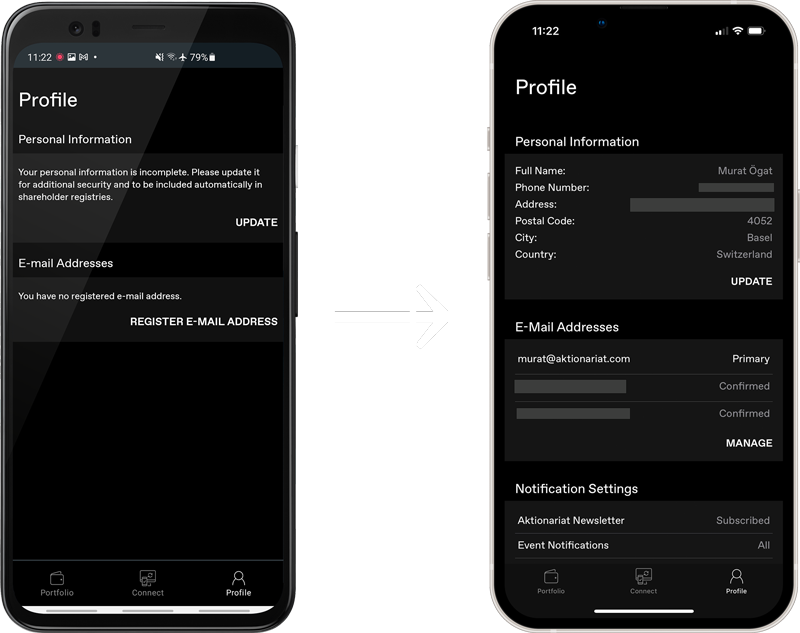 11:22
79%
Profile
Personal Information
Your personal information is incomplete. Please update it
for additional security and to be included automatically in
shareholder registries.
UPDATE
E-mail Addresses
You have no registered e-mail address.
REGISTER E-MAIL ADDRESS
Portfolio
Connect
Profile
11:22
Profile
Personal Information
Full Name: Murat Ögat
Phone Number:
Address:
Postal Code: 4052
City: Basel
Country: Switzerland
UPDATE
E-Mail Addresses
murat@aktionariat.com Primary
Confirmed
Confirmed
MANAGE
Notification Settings
Aktionariat Newsletter Subscribed
Event Notifications All
Portfolio
Connect
Profile